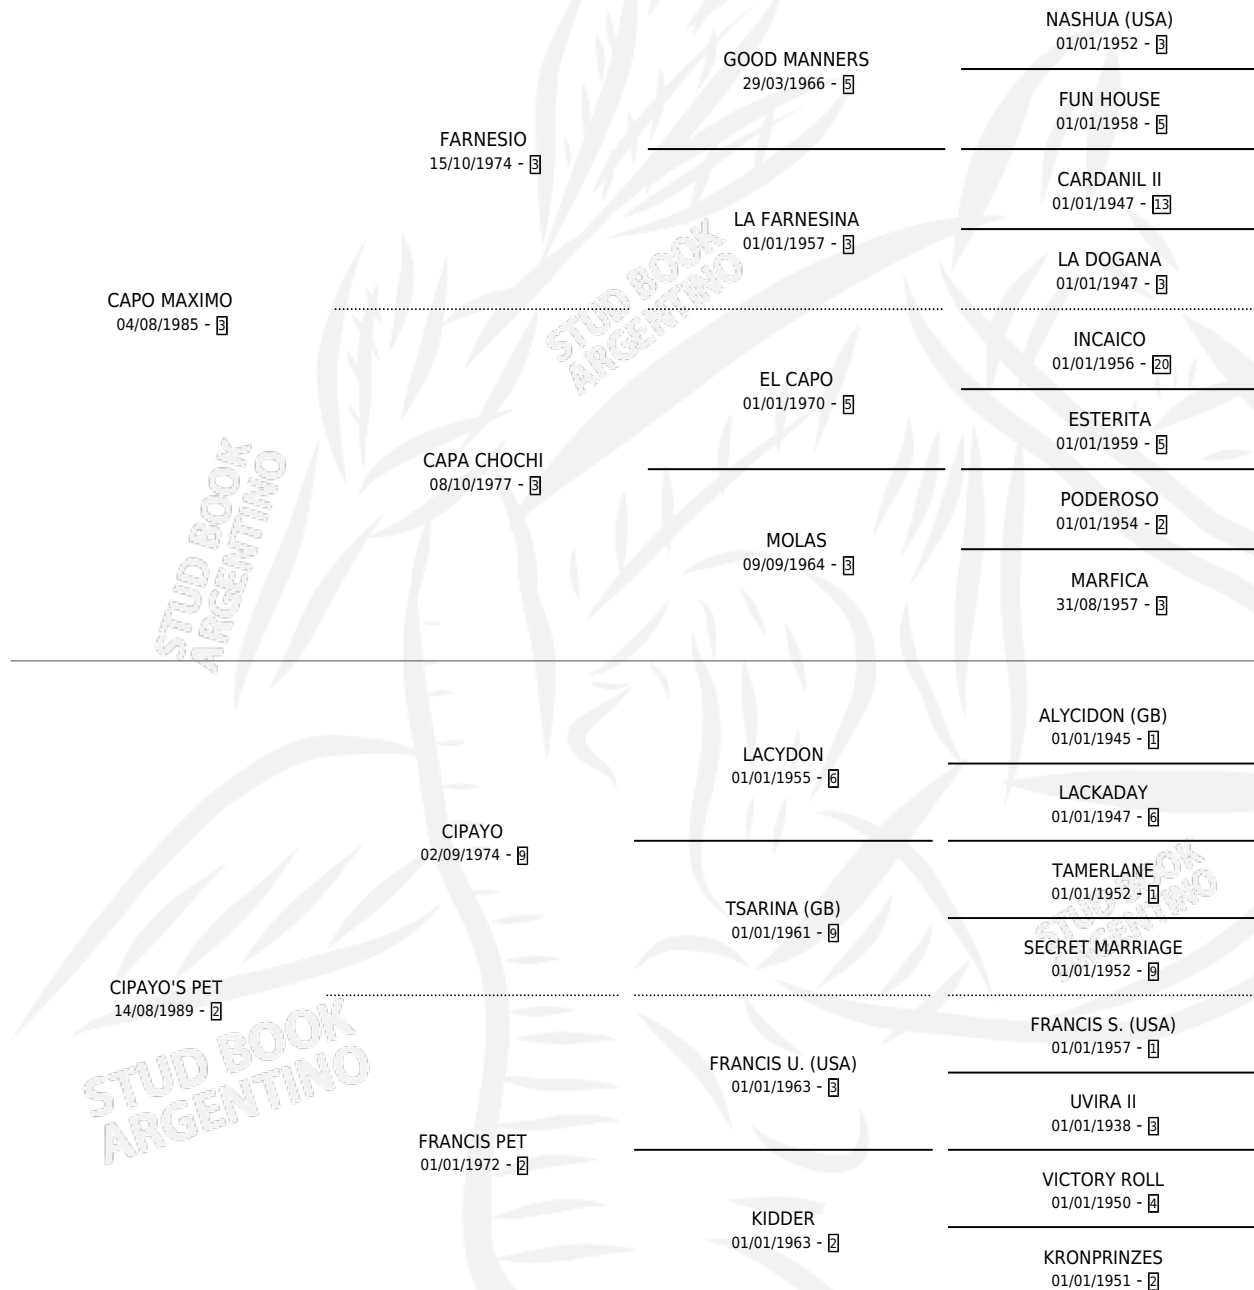 NASHUA (USA)
01/01/1952 - 3
GOOD MANNERS
29/03/1966 - 5
FUN HOUSE
01/01/1958 - 5
FARNESIO
15/10/1974 - 3
CARDANIL II
01/01/1947 - 13
LA FARNESINA
01/01/1957 - 3
LA DOGANA
01/01/1947 - 3
CAPO MAXIMO
04/08/1985 - 3
INCAICO
01/01/1956 - 20
EL CAPO
01/01/1970 - 5
ESTERITA
01/01/1959 - 5
CAPA CHOCHI
08/10/1977 - 3
PODEROSO
01/01/1954 - 2
MOLAS
09/09/1964 - 3
MARFICA
31/08/1957 - 3
ALYCIDON (GB)
01/01/1945 - 1
LACYDON
01/01/1955 - 6
LACKADAY
01/01/1947 - 6
CIPAYO
02/09/1974 - 9
TAMERLANE
01/01/1952 - 1
TSARINA (GB)
01/01/1961 - 9
SECRET MARRIAGE
01/01/1952 - 9
CIPAYO'S PET
14/08/1989 - 2
FRANCIS S. (USA)
01/01/1957 - 1
FRANCIS U. (USA)
01/01/1963 - 3
UVIRA II
01/01/1938 - 3
FRANCIS PET
01/01/1972 - 2
VICTORY ROLL
01/01/1950 - 4
KIDDER
01/01/1963 - 2
KRONPRINZES
01/01/1951 - 2
STUD BOOK
ARGENTINO
STUD BOOK
ARGENTINO
STUD BOOK
ARGENTINO
STUD BOOK
ARGENTINO